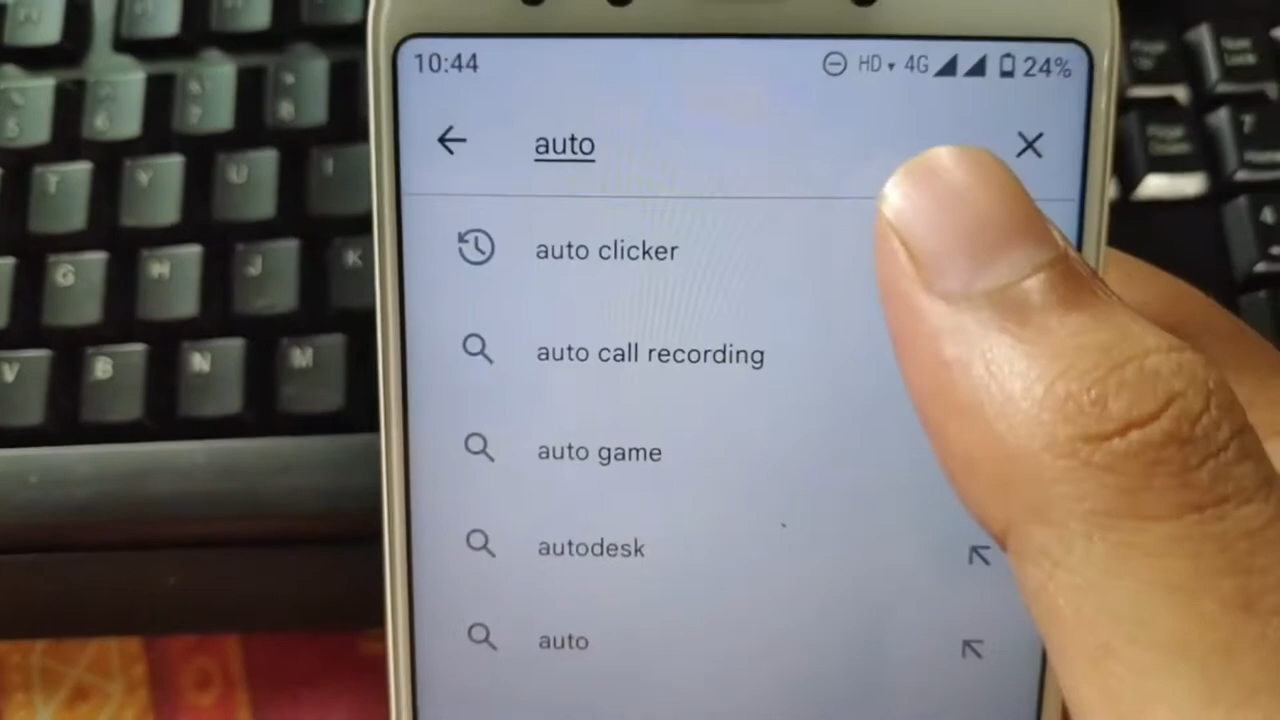 10:44 HD 4G 24%
auto
auto clicker
auto call recording
auto game
autodesk
auto
T Y U I
G H J K
V B N M